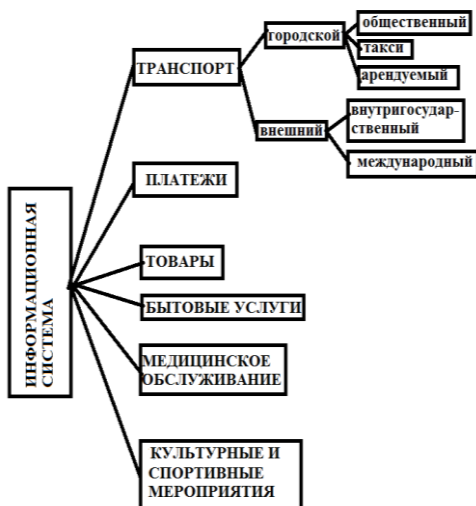 общественный
городской
такси
арендуемый
ТРАНСПОРТ
внутригосудар-
ственный
внешний
международный
ПЛАТЕЖИ
ИНФОРМАЦИОННАЯ
СИСТЕМА
ТОВАРЫ
БЫТОВЫЕ УСЛУГИ
МЕДИЦИНСКОЕ
ОБСЛУЖИВАНИЕ
КУЛЬТУРНЫЕ И
СПОРТИВНЫЕ
МЕРОПРИЯТИЯ